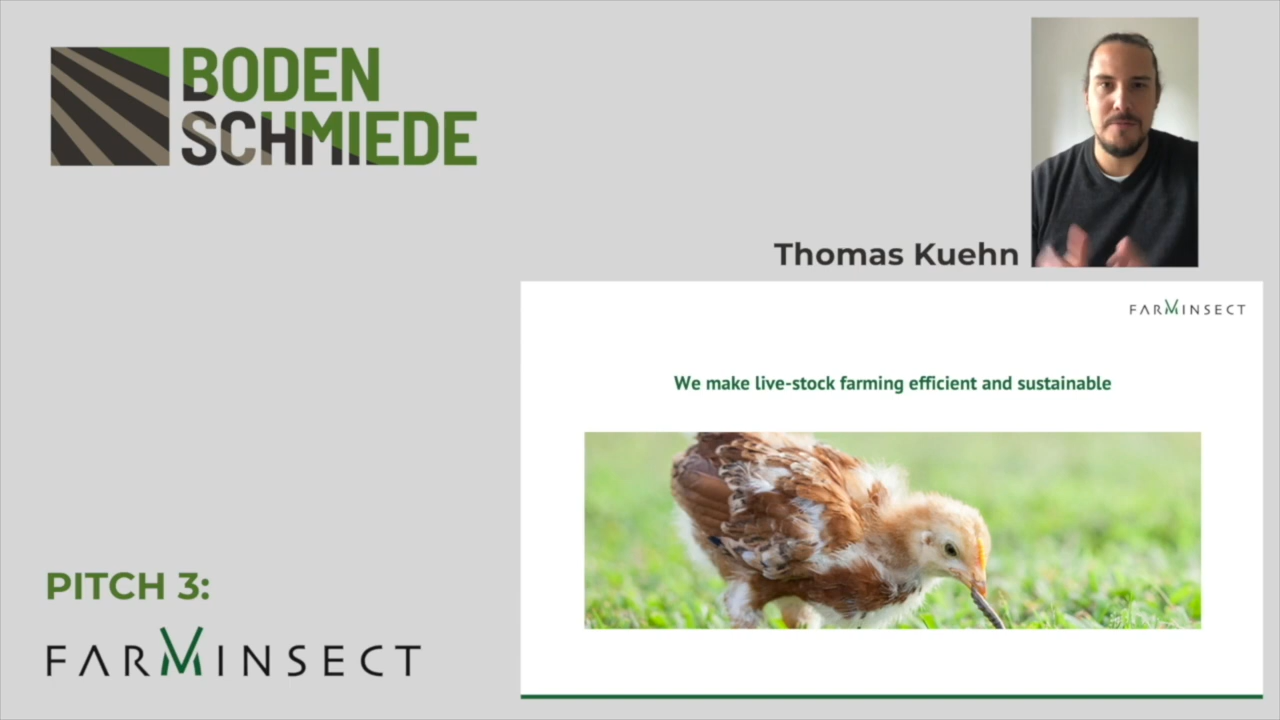 BODEN
SCHMIEDE
Thomas Kuehn
FARMINSECT
We make live-stock farming efficient and sustainable
PITCH 3:
FARMINSECT